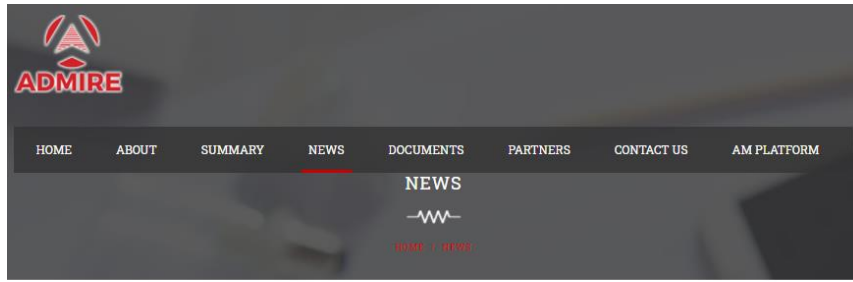 ADMIRE
HOME ABOUT SUMMARY NEWS DOCUMENTS PARTNERS CONTACT US AM PLATFORM
NEWS
HOME / NEWS